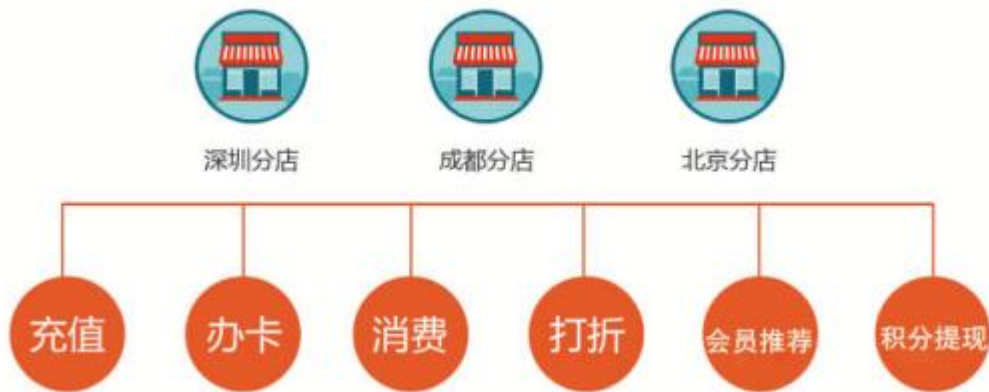 深圳分店
成都分店
北京分店
充值
办卡
消费
打折
会员推荐
积分提现